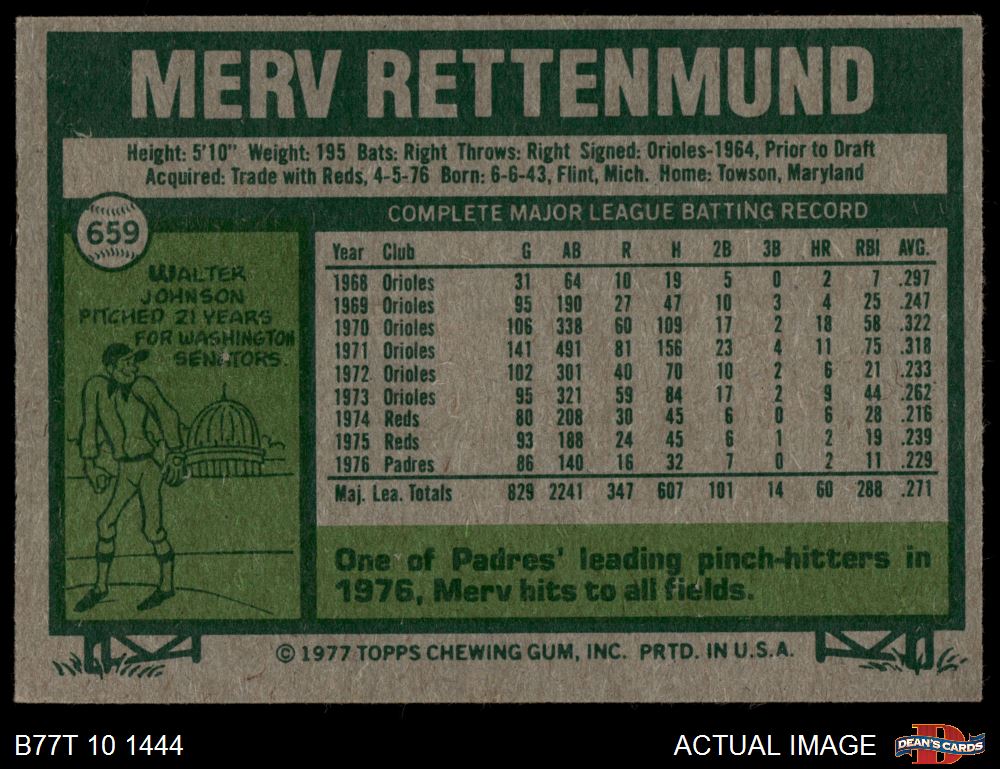 MERV RETTENMUND
Height: 5'10" Weight: 195 Bats: Right Throws: Right Signed: Orioles-1964, Prior to Draft
Acquired: Trade with Reds, 4-5-76 Born: 6-6-43, Flint, Mich. Home: Towson, Maryland
659
WALTER
JOHNSON
PITCHED 21 YEARS
FOR WASHINGTON
SENATORS.
COMPLETE MAJOR LEAGUE BATTING RECORD
Year Club G AB R H 2B 3B HR RBI AVG.
1968 Orioles 31 64 10 19 5 0 2 7 .297
1969 Orioles 95 190 27 47 10 3 4 25 .247
1970 Orioles 106 338 60 109 17 2 18 58 .322
1971 Orioles 141 491 81 156 23 4 11 75 .318
1972 Orioles 102 301 40 70 10 2 6 21 .233
1973 Orioles 95 321 59 84 17 2 9 44 .262
1974 Reds 80 208 30 45 6 0 6 28 .216
1975 Reds 93 188 24 45 6 1 2 19 .239
1976 Padres 86 140 16 32 7 0 2 11 .229
Maj. Lea. Totals 829 2241 347 607 101 14 60 288 .271
One of Padres' leading pinch-hitters in
1976, Merv hits to all fields.
© 1977 TOPPS CHEWING GUM, INC. PRTD. IN U.S.A.
B77T 10 1444
ACTUAL IMAGE
DEAN'S CARDS